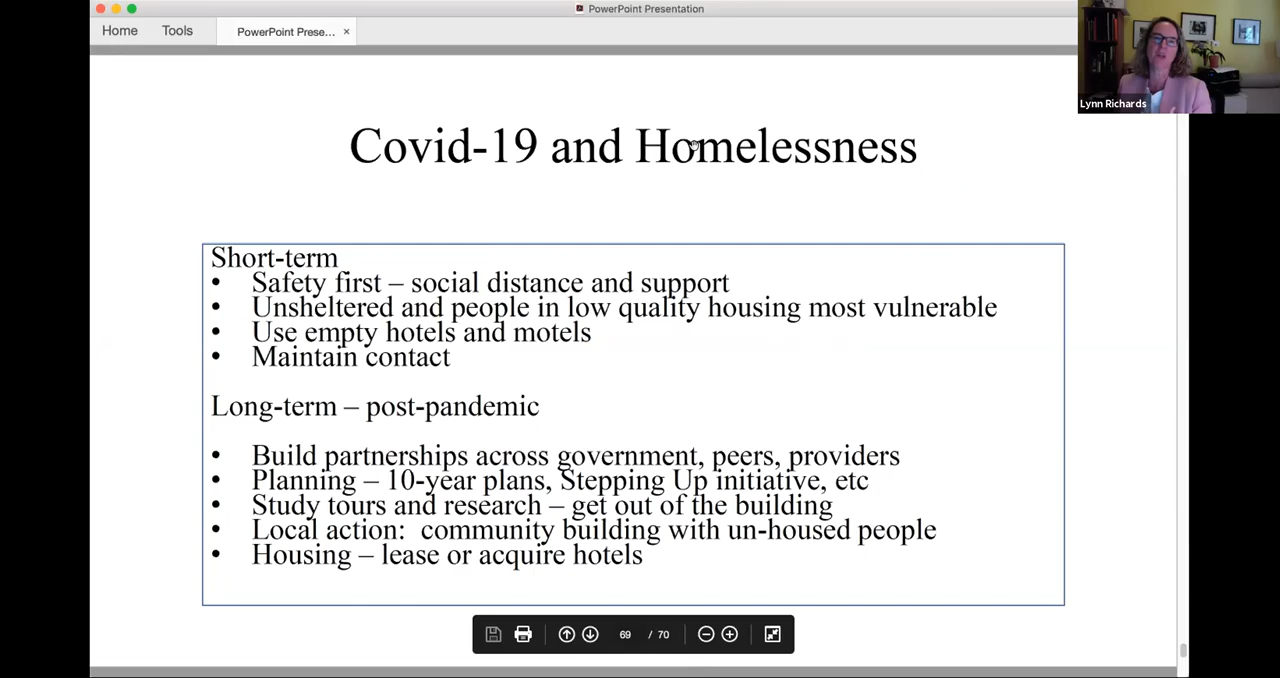 PowerPoint Presentation
Home
Tools
PowerPoint Prese... ×
Lynn Richards
Covid-19 and Homelessness
Short-term
• Safety first – social distance and support
• Unsheltered and people in low quality housing most vulnerable
• Use empty hotels and motels
• Maintain contact
Long-term – post-pandemic
• Build partnerships across government, peers, providers
• Planning – 10-year plans, Stepping Up initiative, etc
• Study tours and research – get out of the building
• Local action:  community building with un-housed people
• Housing – lease or acquire hotels
69 / 70